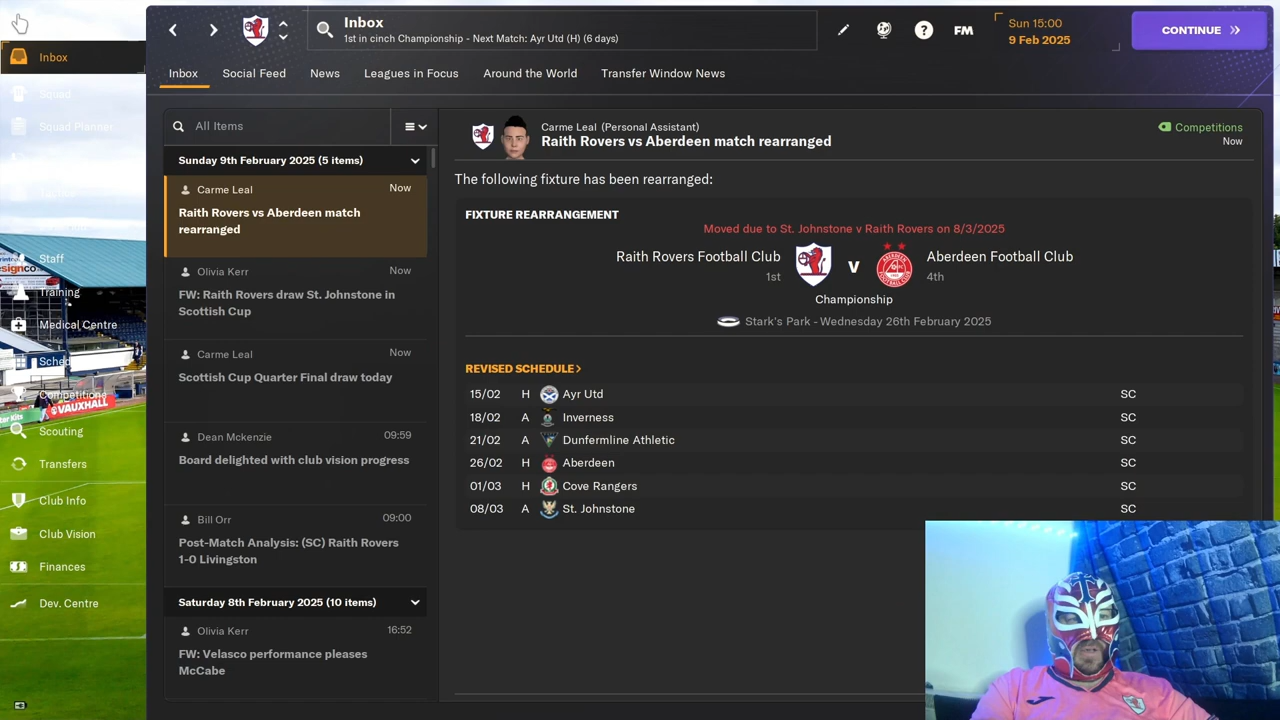 Inbox
1st in cinch Championship - Next Match: Ayr Utd (H) (6 days)
FM
Sun 15:00
9 Feb 2025
CONTINUE
Inbox
Squad
Squad Planner
Staff
Training
Medical Centre
Sched
Competitions
Scouting
Transfers
Club Info
Club Vision
Finances
Dev. Centre
Inbox Social Feed News Leagues in Focus Around the World Transfer Window News
All Items
Sunday 9th February 2025 (5 items)
Carme Leal Now
Raith Rovers vs Aberdeen match
rearranged
Olivia Kerr Now
FW: Raith Rovers draw St. Johnstone in
Scottish Cup
Carme Leal Now
Scottish Cup Quarter Final draw today
Dean Mckenzie 09:59
Board delighted with club vision progress
Bill Orr 09:00
Post-Match Analysis: (SC) Raith Rovers
1-0 Livingston
Saturday 8th February 2025 (10 items)
Olivia Kerr 16:52
FW: Velasco performance pleases
McCabe
Carme Leal (Personal Assistant)
Raith Rovers vs Aberdeen match rearranged
Competitions
Now
The following fixture has been rearranged:
FIXTURE REARRANGEMENT
Moved due to St. Johnstone v Raith Rovers on 8/3/2025
Raith Rovers Football Club v Aberdeen Football Club
1st 4th
Championship
Stark's Park - Wednesday 26th February 2025
REVISED SCHEDULE >
15/02 H Ayr Utd SC
18/02 A Inverness SC
21/02 A Dunfermline Athletic SC
26/02 H Aberdeen SC
01/03 H Cove Rangers SC
08/03 A St. Johnstone SC
VAUXHALL